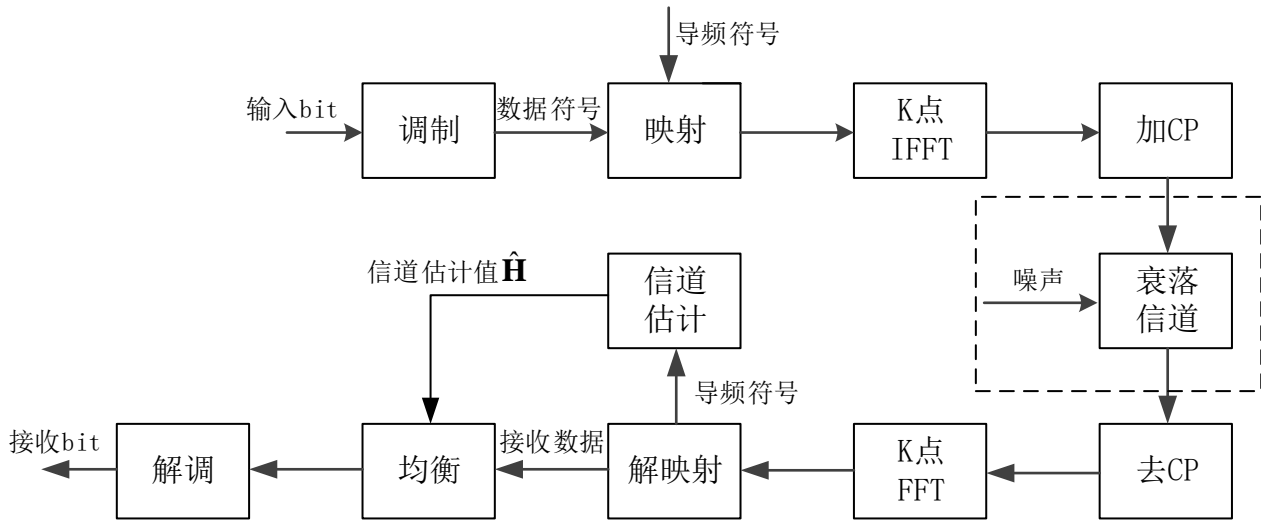 导频符号
输入bit
调制
数据符号
映射
K点
IFFT
加CP
信道估计值Ĥ
信道
估计
噪声
衰落
信道
导频符号
接收bit
解调
均衡
接收数据
解映射
K点
FFT
去CP